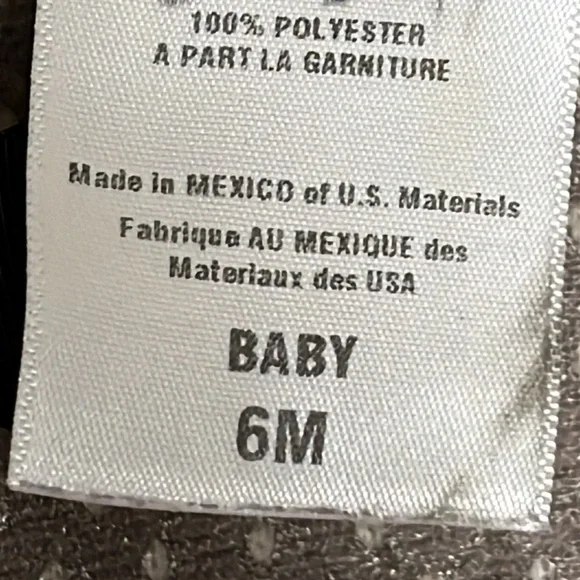 100% POLYESTER
A PART LA GARNITURE
Made in MEXICO of U.S. Materials
Fabrique AU MEXIQUE des
Materiaux des USA
BABY
6M